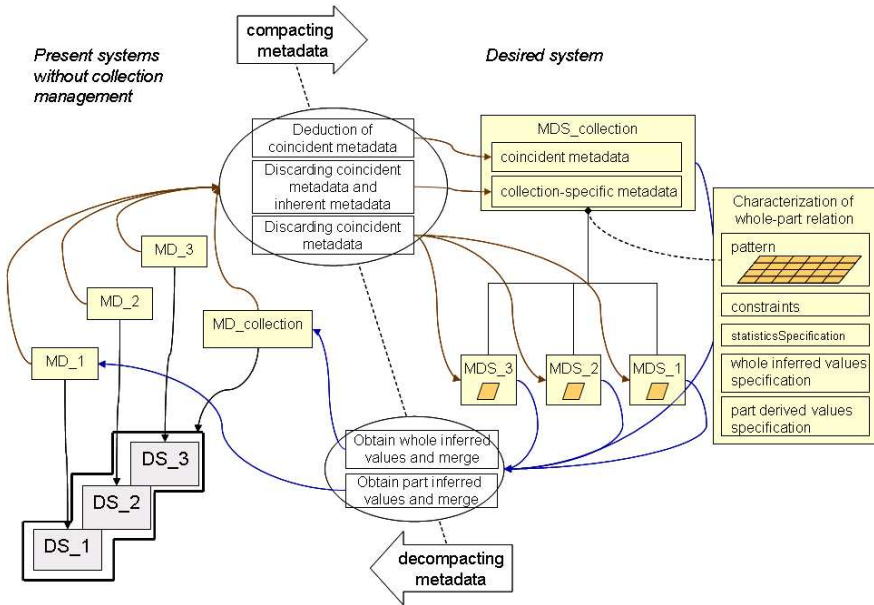 compacting
metadata
Present systems
without collection
management
Desired system
Deduction of
coincident metadata
Discarding coincident
metadata and
inherent metadata
Discarding coincident
metadata
MDS_collection
coincident metadata
collection-specific metadata
Characterization of
whole-part relation
pattern
constraints
statisticsSpecification
whole inferred values
specification
part derived values
specification
MD_3
MD_2
MD_1
MD_collection
MDS_3
MDS_2
MDS_1
DS_3
DS_2
DS_1
Obtain whole inferred
values and merge
Obtain part inferred
values and merge
decompacting
metadata